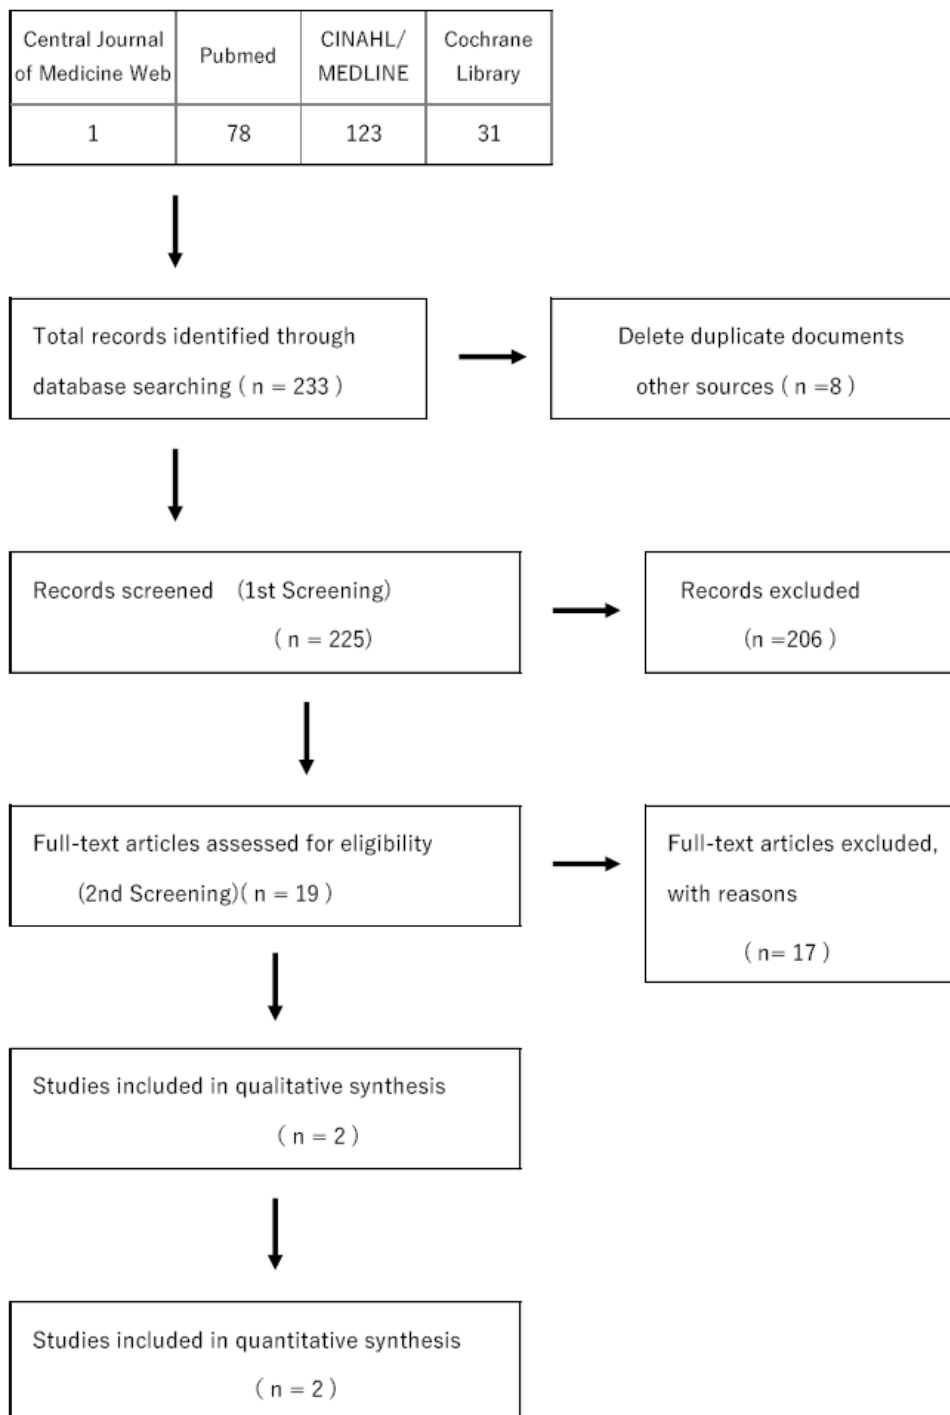 Central Journal of Medicine Web
Pubmed
CINAHL/ MEDLINE
Cochrane Library
1
78
123
31
Total records identified through
database searching ( n = 233 )
Delete duplicate documents
other sources ( n =8 )
Records screened (1st Screening)
( n = 225)
Records excluded
(n =206 )
Full-text articles assessed for eligibility
(2nd Screening)( n = 19 )
Full-text articles excluded,
with reasons
( n= 17 )
Studies included in qualitative synthesis
( n = 2 )
Studies included in quantitative synthesis
( n = 2 )